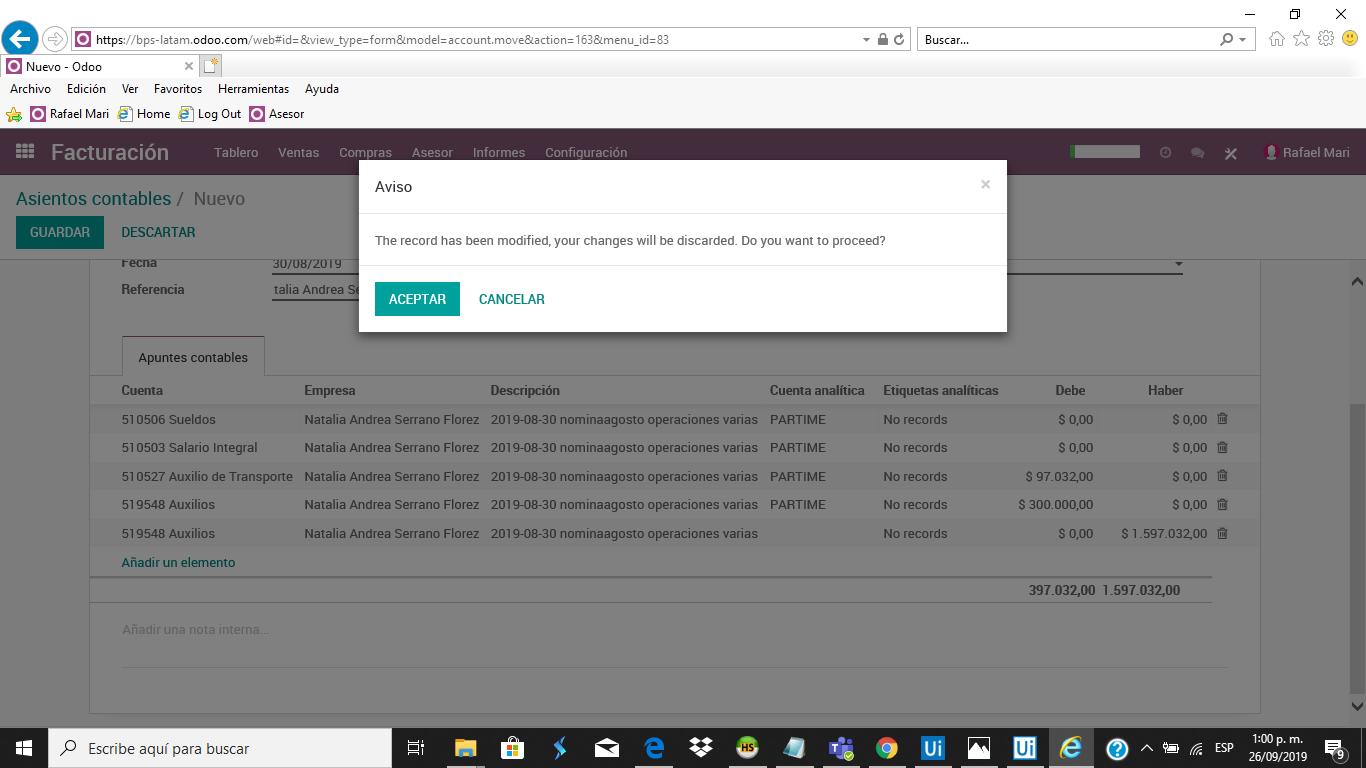 https://bps-latam.odoo.com/web#id=&view_type=form&model=account.move&action=163&menu_id=83
Buscar...
Nuevo - Odoo
Archivo Edición Ver Favoritos Herramientas Ayuda
Rafael Mari Home Log Out Asesor
Facturación Tablero Ventas Compras Asesor Informes Configuración Rafael Mari
Asientos contables / Nuevo
GUARDAR DESCARTAR
Aviso ×
The record has been modified, your changes will be discarded. Do you want to proceed?
ACEPTAR CANCELAR
Fecha 30/08/2019
Referencia talia Andrea Se
Apuntes contables
Cuenta Empresa Descripción Cuenta analítica Etiquetas analíticas Debe Haber
510506 Sueldos Natalia Andrea Serrano Florez 2019-08-30 nominaagosto operaciones varias PARTIME No records $ 0,00 $ 0,00
510503 Salario Integral Natalia Andrea Serrano Florez 2019-08-30 nominaagosto operaciones varias PARTIME No records $ 0,00 $ 0,00
510527 Auxilio de Transporte Natalia Andrea Serrano Florez 2019-08-30 nominaagosto operaciones varias PARTIME No records $ 97.032,00 $ 0,00
519548 Auxilios Natalia Andrea Serrano Florez 2019-08-30 nominaagosto operaciones varias PARTIME No records $ 300.000,00 $ 0,00
519548 Auxilios Natalia Andrea Serrano Florez 2019-08-30 nominaagosto operaciones varias No records $ 0,00 $ 1.597.032,00
Añadir un elemento
397.032,00 1.597.032,00
Añadir una nota interna...
Escribe aquí para buscar
HS
Ui
Ui
ESP
1:00 p. m.
26/09/2019
9